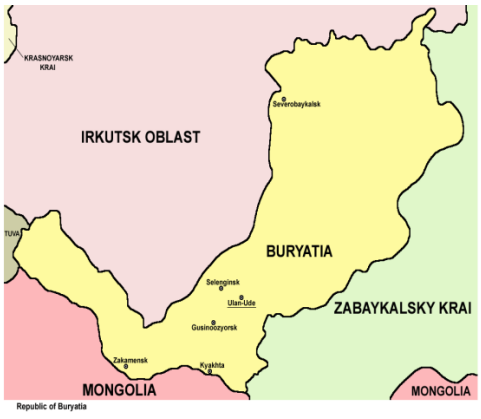 KRASNOYARSK
KRAI
Severobaykalsk
IRKUTSK OBLAST
TUVA
BURYATIA
Selenginsk
Ulan-Ude
ZABAYKALSKY KRAI
Gusinoozyorsk
Zakamensk
Kyakhta
MONGOLIA
MONGOLIA
Republic of Buryatia